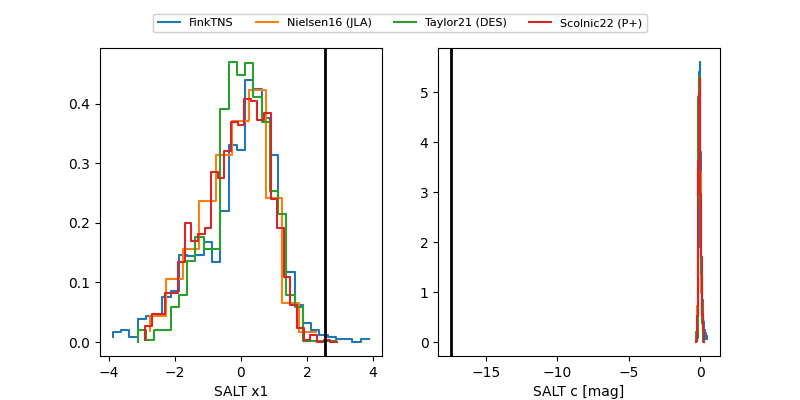 FinkTNS Nielsen16 (JLA) Taylor21 (DES) Scolnic22 (P+)
0.4
0.3
0.2
0.1
0.0
−4 −2 0 2 4
SALT x1
5
4
3
2
1
0
−15 −10 −5 0
SALT c [mag]